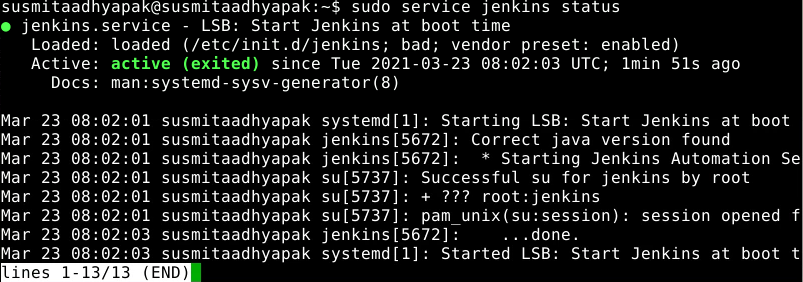 susmitaadhyapak@susmitaadhyapak:~$ sudo service jenkins status
● jenkins.service - LSB: Start Jenkins at boot time
   Loaded: loaded (/etc/init.d/jenkins; bad; vendor preset: enabled)
   Active: active (exited) since Tue 2021-03-23 08:02:03 UTC; 1min 51s ago
     Docs: man:systemd-sysv-generator(8)

Mar 23 08:02:01 susmitaadhyapak systemd[1]: Starting LSB: Start Jenkins at boot
Mar 23 08:02:01 susmitaadhyapak jenkins[5672]: Correct java version found
Mar 23 08:02:01 susmitaadhyapak jenkins[5672]:  * Starting Jenkins Automation Se
Mar 23 08:02:01 susmitaadhyapak su[5737]: Successful su for jenkins by root
Mar 23 08:02:01 susmitaadhyapak su[5737]: + ??? root:jenkins
Mar 23 08:02:01 susmitaadhyapak su[5737]: pam_unix(su:session): session opened f
Mar 23 08:02:03 susmitaadhyapak jenkins[5672]:    ...done.
Mar 23 08:02:03 susmitaadhyapak systemd[1]: Started LSB: Start Jenkins at boot t
lines 1-13/13 (END)